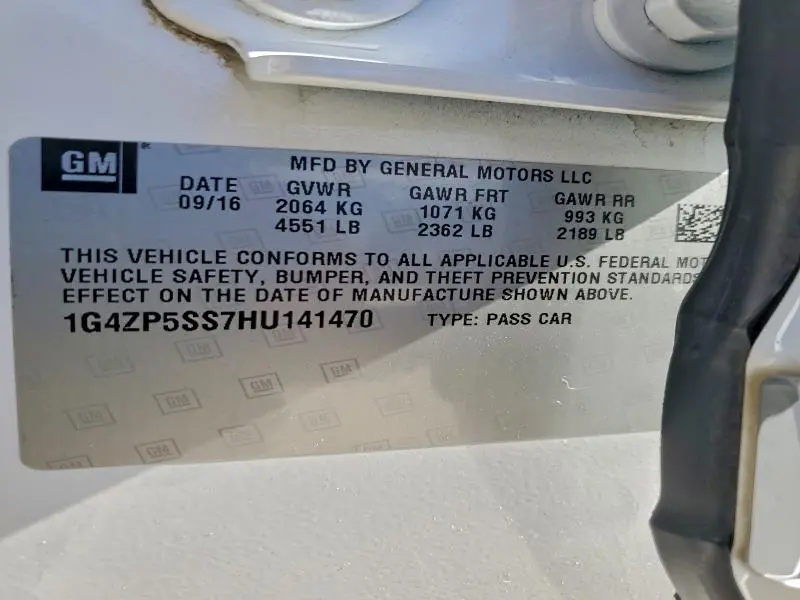 GM
MFD BY GENERAL MOTORS LLC
DATE GVWR GAWR FRT GAWR RR
09/16 2064 KG 1071 KG 993 KG
4551 LB 2362 LB 2189 LB
THIS VEHICLE CONFORMS TO ALL APPLICABLE U.S. FEDERAL MOT
VEHICLE SAFETY, BUMPER, AND THEFT PREVENTION STANDARDS
EFFECT ON THE DATE OF MANUFACTURE SHOWN ABOVE.
1G4ZP5SS7HU141470 TYPE: PASS CAR